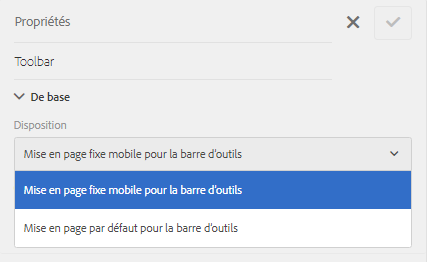 Propriétés
Toolbar
De base
Disposition
Mise en page fixe mobile pour la barre d'outils
Mise en page fixe mobile pour la barre d'outils
Mise en page par défaut pour la barre d'outils